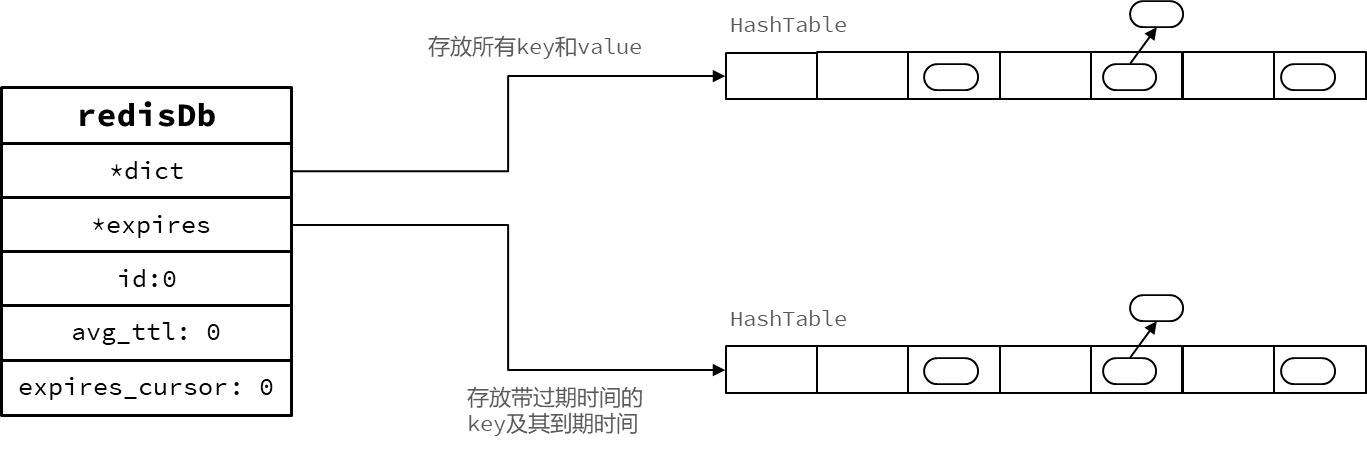 redisDb
*dict
*expires
id:0
avg_ttl: 0
expires_cursor: 0
存放所有key和value
HashTable
HashTable
存放带过期时间的
key及其到期时间